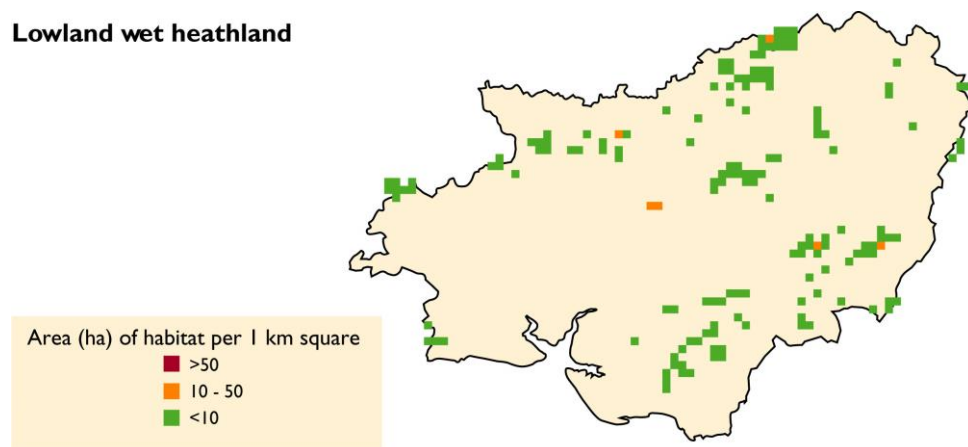 Lowland wet heathland
Area (ha) of habitat per 1 km square
>50
10 - 50
<10